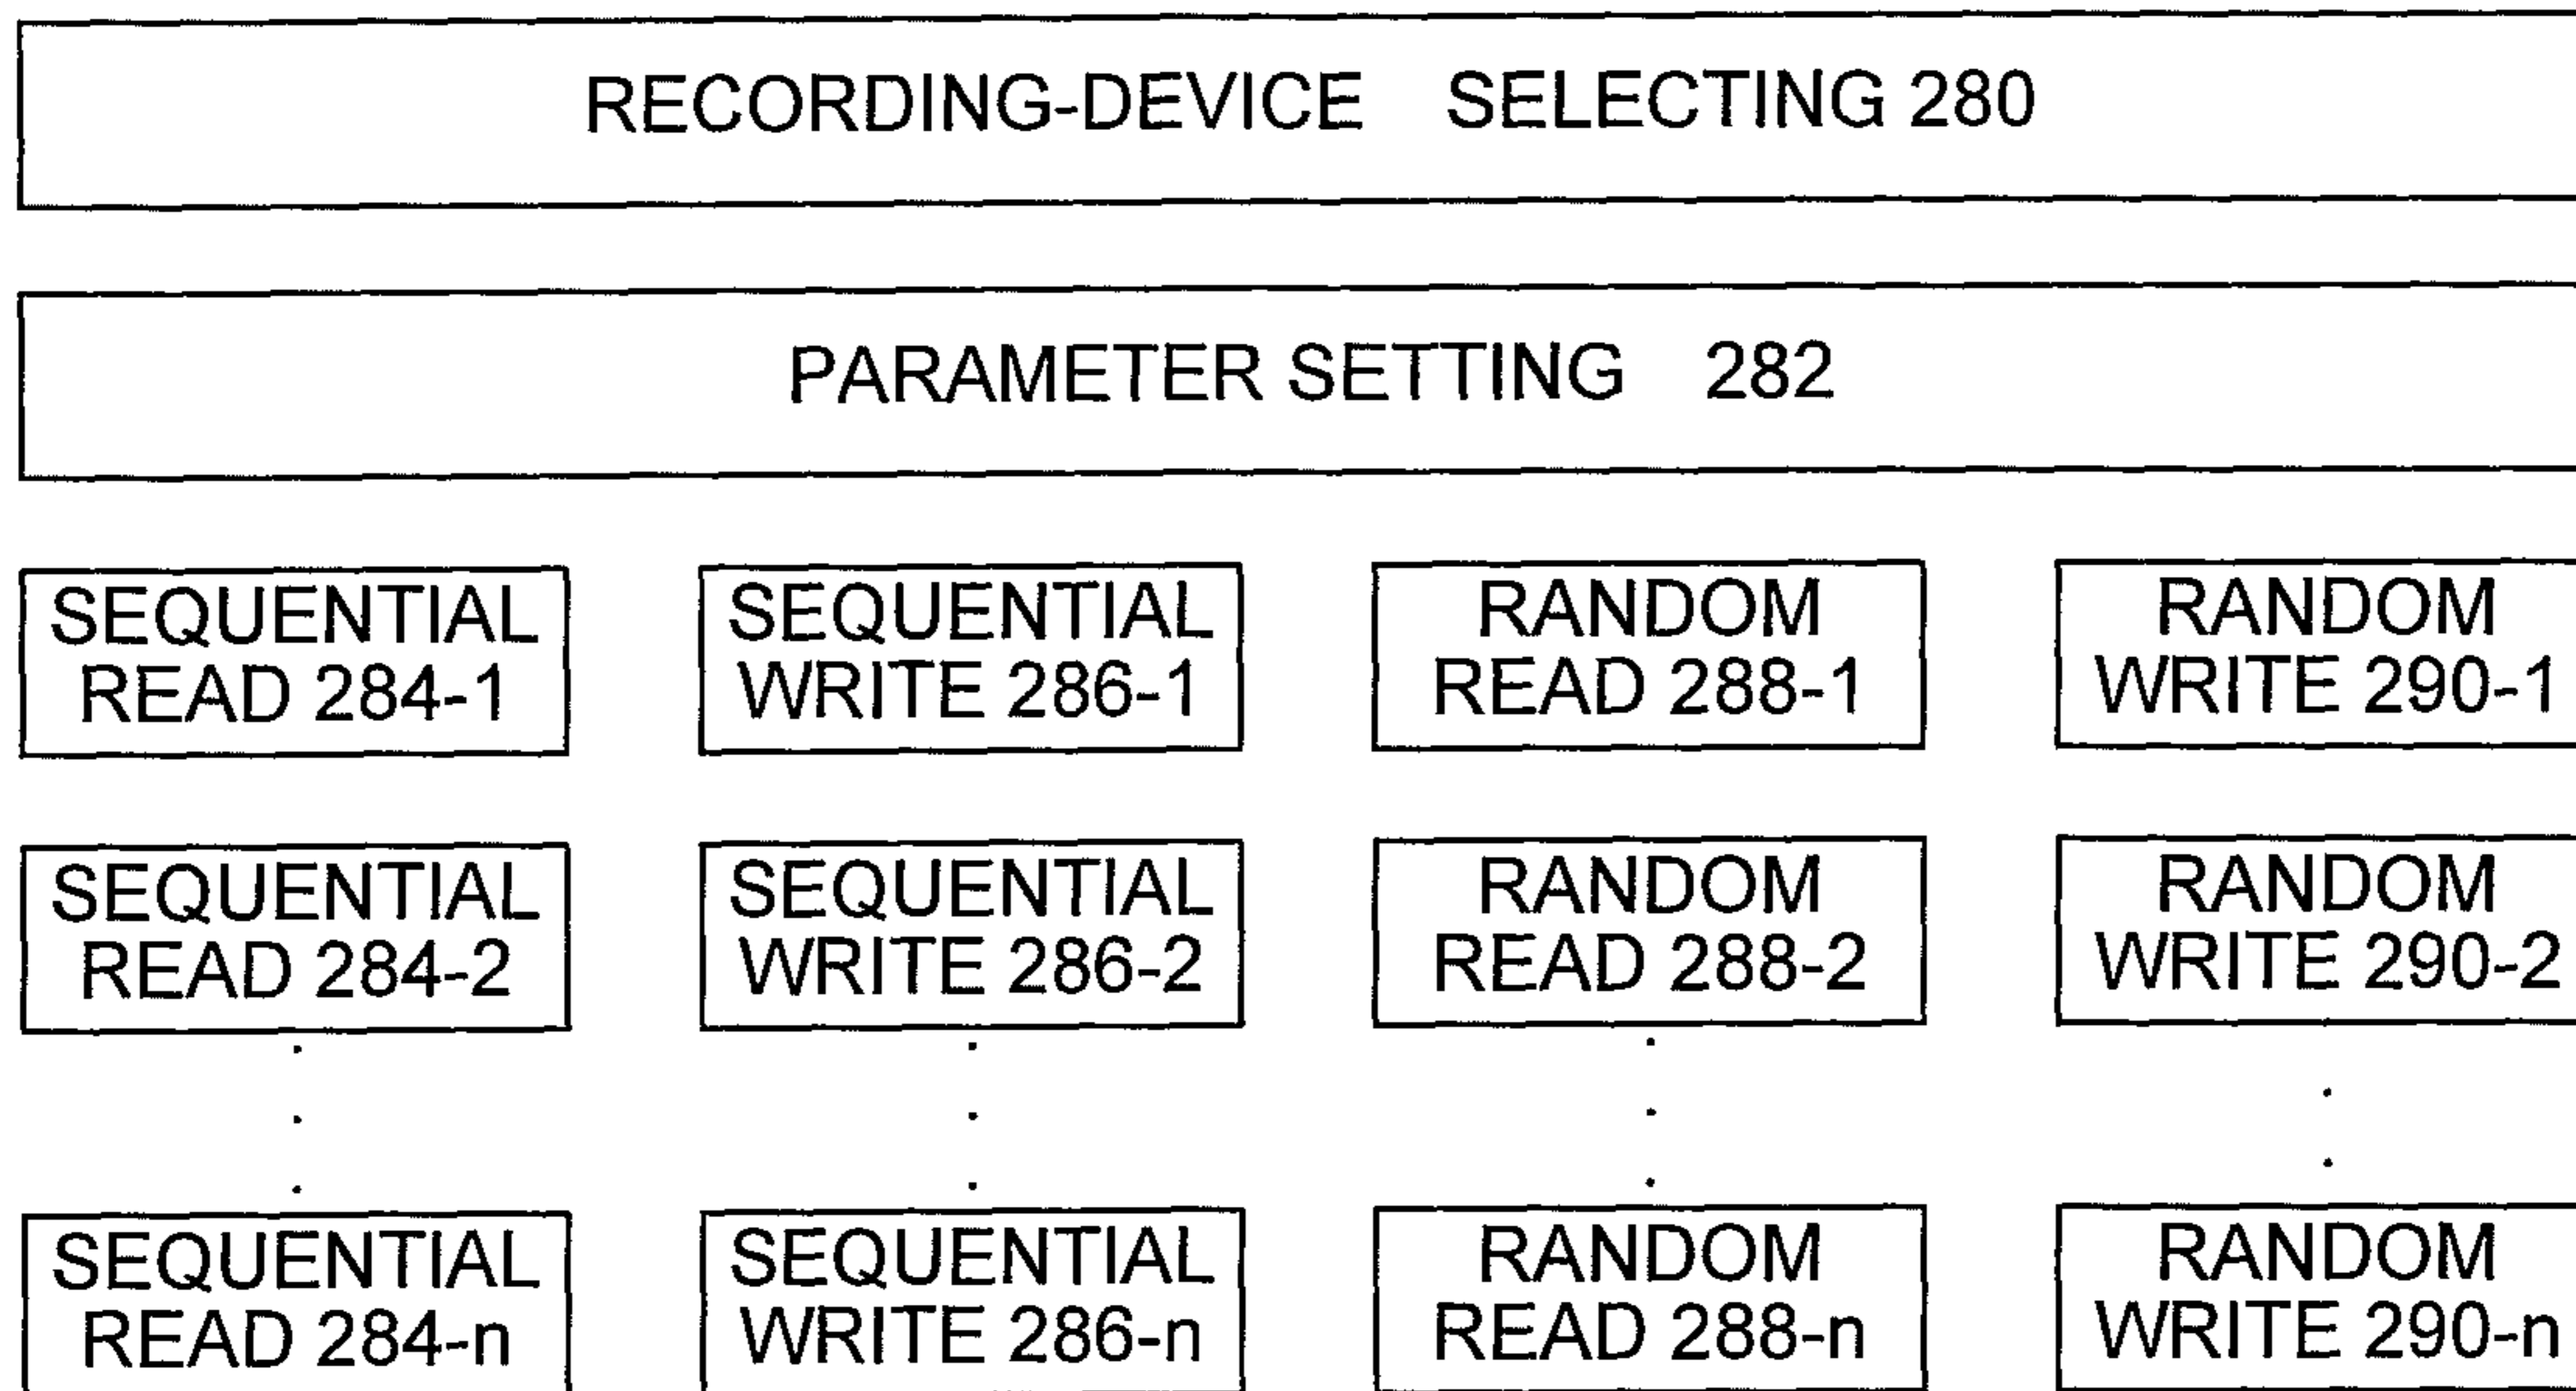 RECORDING-DEVICE SELECTING 280
PARAMETER SETTING 282
SEQUENTIAL
READ 284-1
SEQUENTIAL
WRITE 286-1
RANDOM
READ 288-1
RANDOM
WRITE 290-1
SEQUENTIAL
READ 284-2
SEQUENTIAL
WRITE 286-2
RANDOM
READ 288-2
RANDOM
WRITE 290-2
SEQUENTIAL
READ 284-n
SEQUENTIAL
WRITE 286-n
RANDOM
READ 288-n
RANDOM
WRITE 290-n